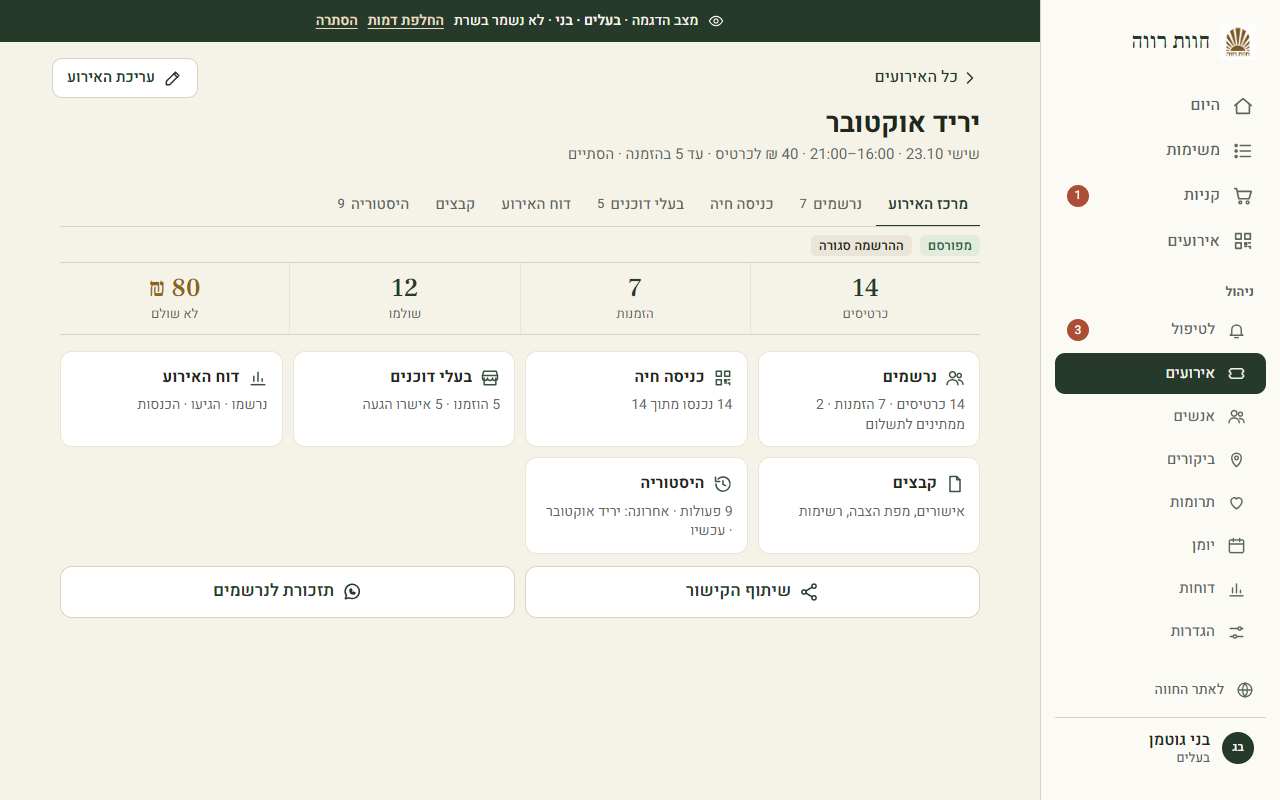 חוות רווה
היום
משימות
קניות 1
אירועים
ניהול
לטיפול 3
אירועים
אנשים
ביקורים
תרומות
יומן
דוחות
הגדרות
לאתר החווה
בג בני גוטמן
בעלים
מצב הדגמה · בעלים · בני · לא נשמר בשרת החלפת דמות הסתרה
כל האירועים
עריכת האירוע
יריד אוקטובר
שישי 23.10 · 16:00–21:00 · 40 ₪ לכרטיס · עד 5 בהזמנה · הסתיים
מרכז האירוע נרשמים 7 כניסה חיה בעלי דוכנים 5 דוח האירוע קבצים היסטוריה 9
מפורסם ההרשמה סגורה
14 7 12 80 ₪
כרטיסים הזמנות שולמו לא שולם
נרשמים
14 כרטיסים · 7 הזמנות · 2
ממתינים לתשלום
כניסה חיה
14 נכנסו מתוך 14
בעלי דוכנים
5 הוזמנו · 5 אישרו הגעה
דוח האירוע
נרשמו · הגיעו · הכנסות
קבצים
אישורים, מפת הצבה, רשימות
היסטוריה
9 פעולות · אחרונה: יריד אוקטובר
· עכשיו
שיתוף הקישור
תזכורת לנרשמים